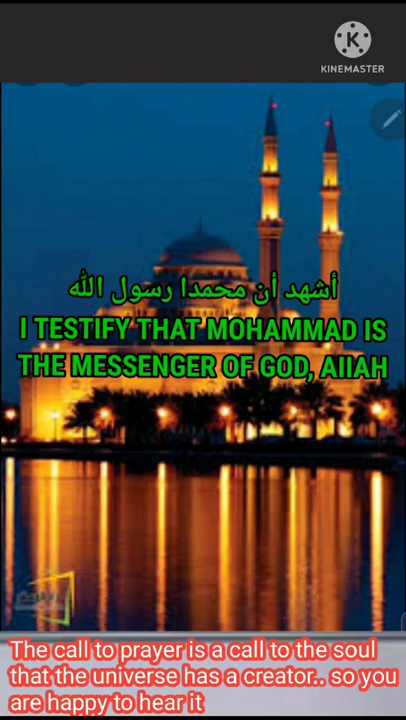 KINEMASTER
أشهد أن محمدا رسول الله
I TESTIFY THAT MOHAMMAD IS
THE MESSENGER OF GOD, AIIAH
The call to prayer is a call to the soul
that the universe has a creator.. so you
are happy to hear it